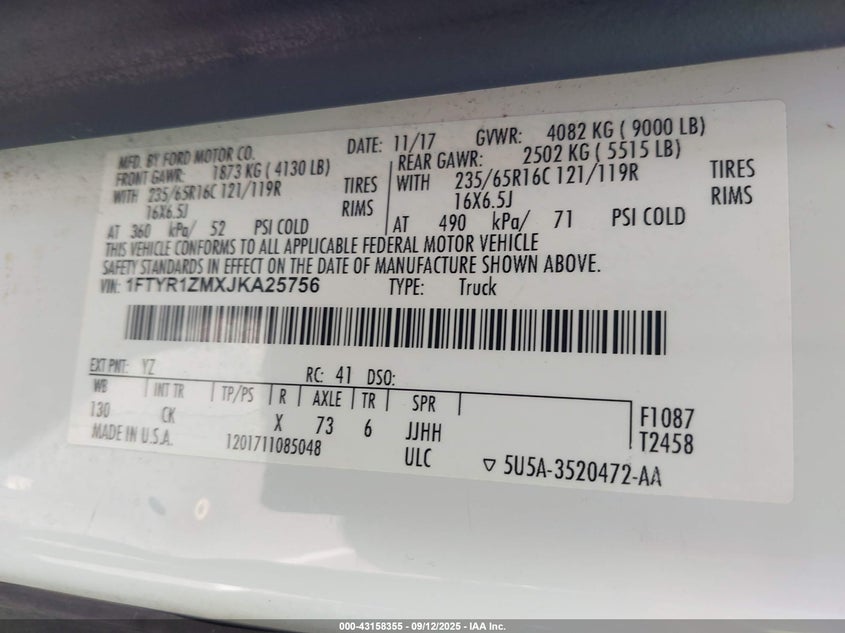 MFD. BY FORD MOTOR CO. DATE: 11/17 GVWR: 4082 KG ( 9000 LB)
FRONT GAWR: 1873 KG ( 4130 LB) REAR GAWR: 2502 KG ( 5515 LB)
WITH 235/65R16C 121/119R TIRES WITH 235/65R16C 121/119R TIRES
16X6.5J RIMS 16X6.5J RIMS
AT 360 kPa/ 52 PSI COLD AT 490 kPa/ 71 PSI COLD
THIS VEHICLE CONFORMS TO ALL APPLICABLE FEDERAL MOTOR VEHICLE
SAFETY STANDARDS IN EFFECT ON THE DATE OF MANUFACTURE SHOWN ABOVE.
VIN: 1FTYR1ZMXJKA25756 TYPE: Truck
EXT PNT: YZ RC: 41 DSO:
WB INT TR TP/PS R AXLE TR SPR
130 CK X 73 6 JJHH F1087
MADE IN U.S.A. 1201711085048 ULC T2458
5U5A-3520472-AA
000-43158355 - 09/12/2025 - IAA Inc.